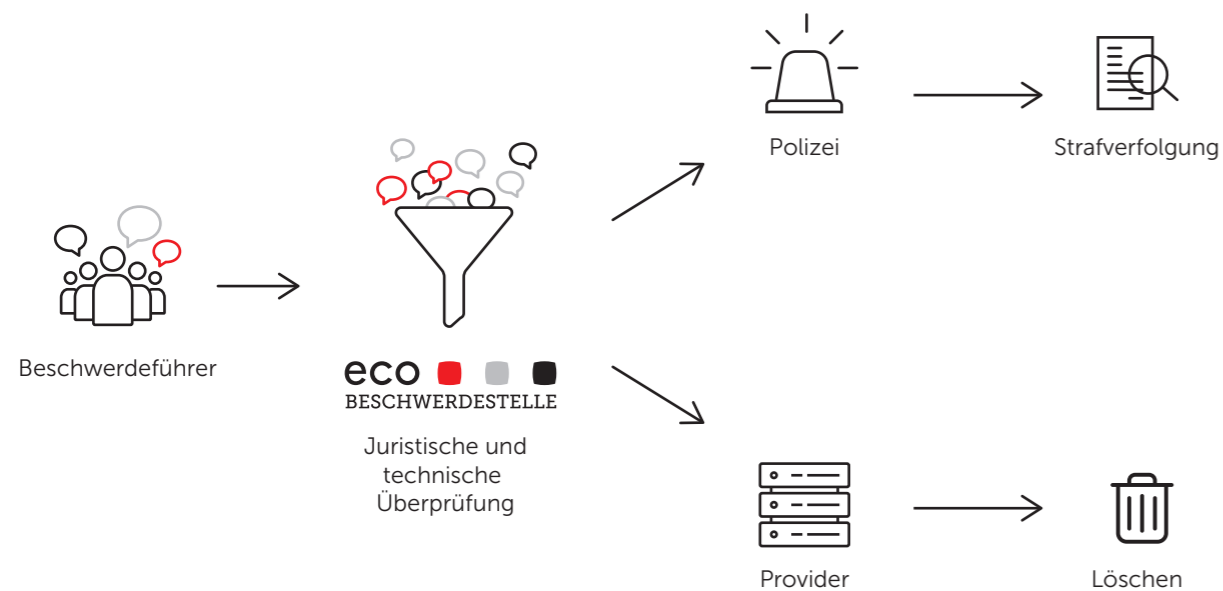 Beschwerdeführer
eco
BESCHWERDESTELLE
Juristische und
technische
Überprüfung
Polizei
Strafverfolgung
Provider
Löschen